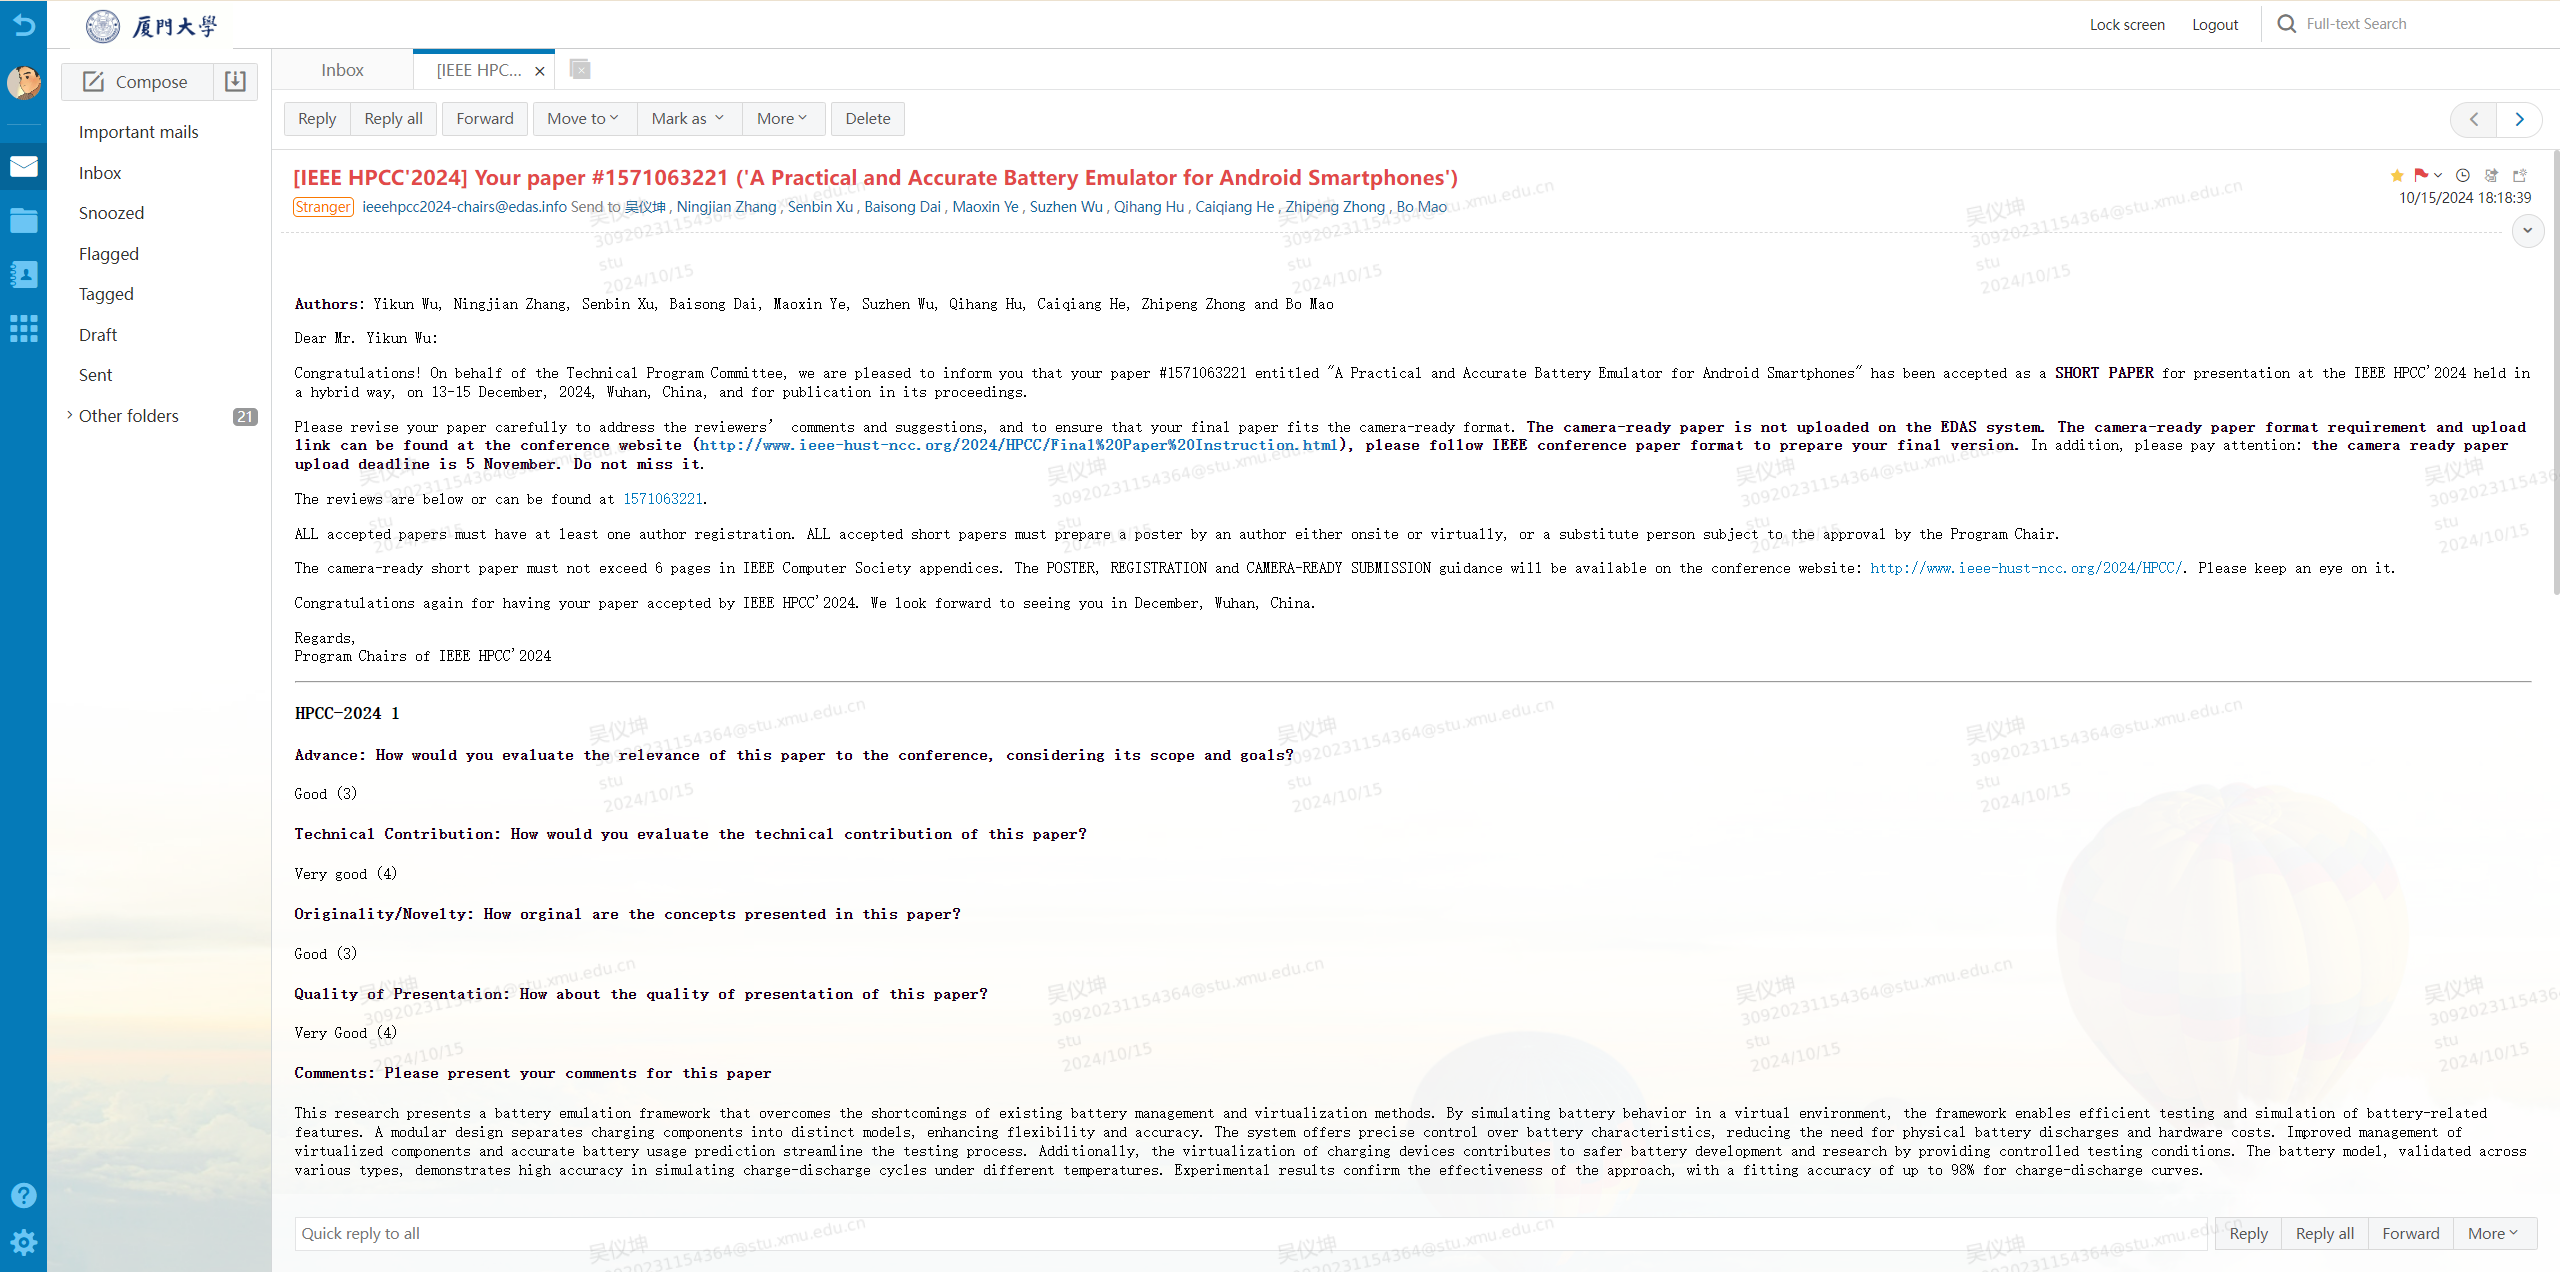 厦門大學
Lock screen Logout Full-text Search
Compose
Inbox [IEEE HPC...
Reply Reply all Forward Move to Mark as More Delete
Important mails
Inbox
Snoozed
Flagged
Tagged
Draft
Sent
Other folders 21
[IEEE HPCC'2024] Your paper #1571063221 ('A Practical and Accurate Battery Emulator for Android Smartphones')
Stranger ieeehpcc2024-chairs@edas.info Send to 吴仪坤 , Ningjian Zhang , Senbin Xu , Baisong Dai , Maoxin Ye , Suzhen Wu , Qihang Hu , Caiqiang He , Zhipeng Zhong , Bo Mao
10/15/2024 18:18:39
Authors: Yikun Wu, Ningjian Zhang, Senbin Xu, Baisong Dai, Maoxin Ye, Suzhen Wu, Qihang Hu, Caiqiang He, Zhipeng Zhong and Bo Mao
Dear Mr. Yikun Wu:
Congratulations! On behalf of the Technical Program Committee, we are pleased to inform you that your paper #1571063221 entitled "A Practical and Accurate Battery Emulator for Android Smartphones" has been accepted as a SHORT PAPER for presentation at the IEEE HPCC'2024 held in
a hybrid way, on 13-15 December, 2024, Wuhan, China, and for publication in its proceedings.
Please revise your paper carefully to address the reviewers' comments and suggestions, and to ensure that your final paper fits the camera-ready format. The camera-ready paper is not uploaded on the EDAS system. The camera-ready paper format requirement and upload
link can be found at the conference website (http://www.ieee-hust-ncc.org/2024/HPCC/Final%20Paper%20Instruction.html), please follow IEEE conference paper format to prepare your final version. In addition, please pay attention: the camera ready paper
upload deadline is 5 November. Do not miss it.
The reviews are below or can be found at 1571063221.
ALL accepted papers must have at least one author registration. ALL accepted short papers must prepare a poster by an author either onsite or virtually, or a substitute person subject to the approval by the Program Chair.
The camera-ready short paper must not exceed 6 pages in IEEE Computer Society appendices. The POSTER, REGISTRATION and CAMERA-READY SUBMISSION guidance will be available on the conference website: http://www.ieee-hust-ncc.org/2024/HPCC/. Please keep an eye on it.
Congratulations again for having your paper accepted by IEEE HPCC'2024. We look forward to seeing you in December, Wuhan, China.
Regards,
Program Chairs of IEEE HPCC'2024
HPCC-2024 1
Advance: How would you evaluate the relevance of this paper to the conference, considering its scope and goals?
Good (3)
Technical Contribution: How would you evaluate the technical contribution of this paper?
Very good (4)
Originality/Novelty: How orginal are the concepts presented in this paper?
Good (3)
Quality of Presentation: How about the quality of presentation of this paper?
Very Good (4)
Comments: Please present your comments for this paper
This research presents a battery emulation framework that overcomes the shortcomings of existing battery management and virtualization methods. By simulating battery behavior in a virtual environment, the framework enables efficient testing and simulation of battery-related
features. A modular design separates charging components into distinct models, enhancing flexibility and accuracy. The system offers precise control over battery characteristics, reducing the need for physical battery discharges and hardware costs. Improved management of
virtualized components and accurate battery usage prediction streamline the testing process. Additionally, the virtualization of charging devices contributes to safer battery development and research by providing controlled testing conditions. The battery model, validated across
various types, demonstrates high accuracy in simulating charge-discharge cycles under different temperatures. Experimental results confirm the effectiveness of the approach, with a fitting accuracy of up to 98% for charge-discharge curves.
Quick reply to all
Reply Reply all Forward More
吴仪坤
30920231154364@stu.xmu.edu.cn
stu
2024/10/15